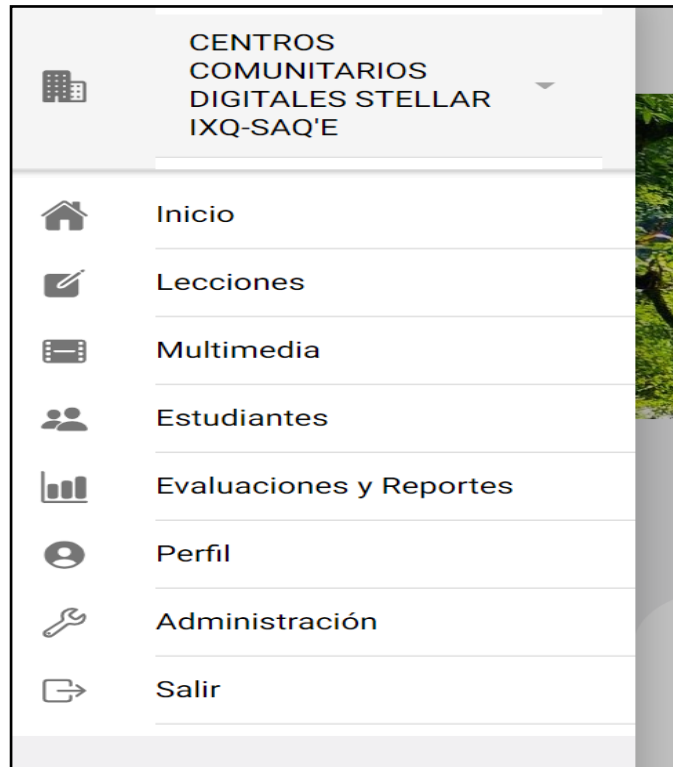 CENTROS
COMUNITARIOS
DIGITALES STELLAR
IXQ-SAQ'E
Inicio
Lecciones
Multimedia
Estudiantes
Evaluaciones y Reportes
Perfil
Administración
Salir